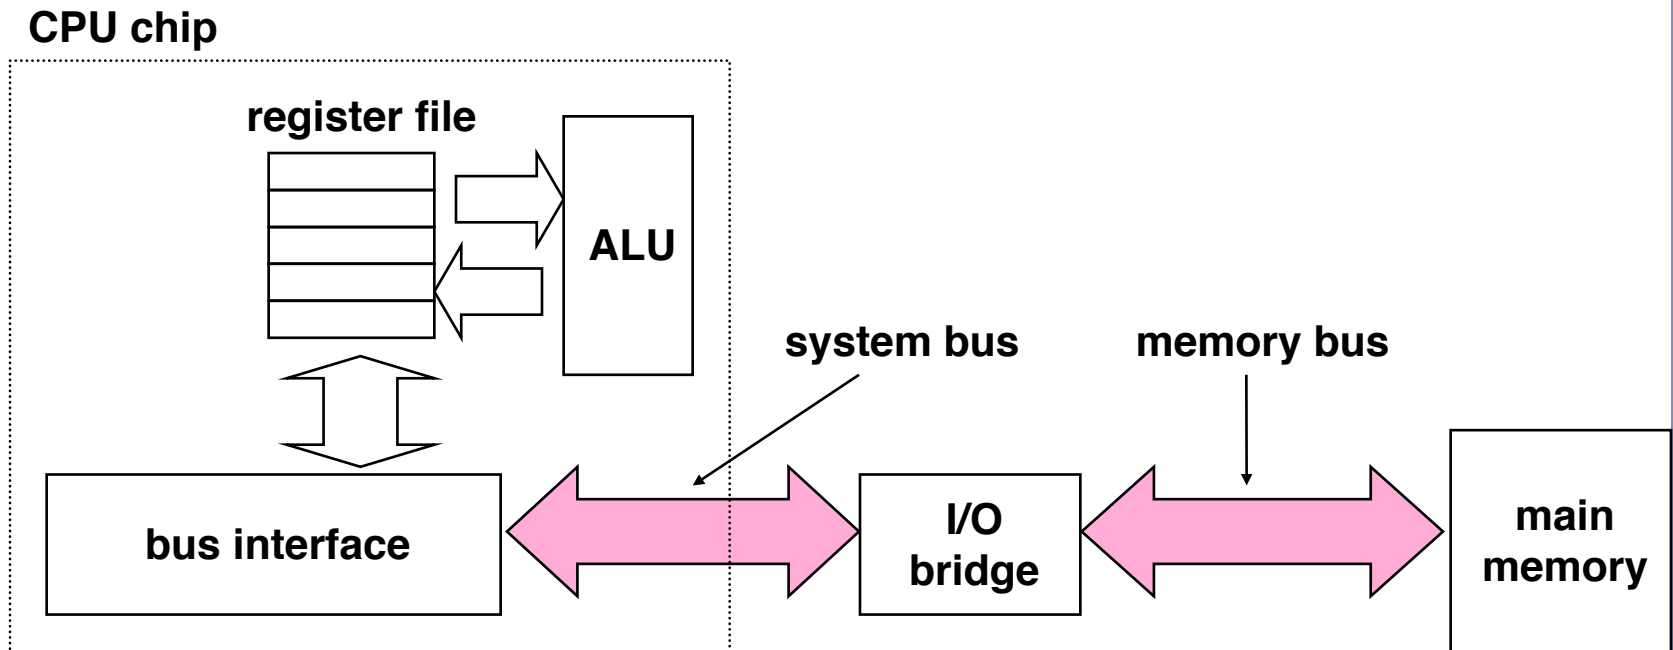 CPU chip
register file
ALU
system bus
memory bus
bus interface
I/O
bridge
main
memory